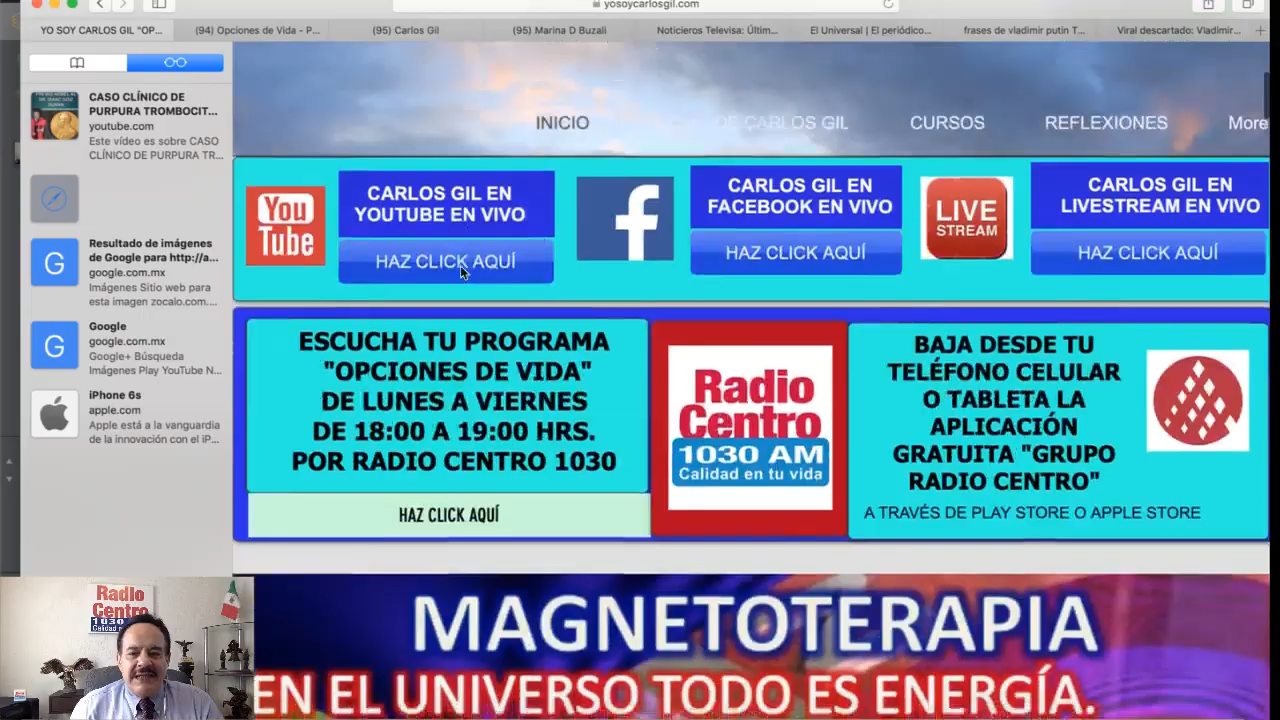 yosoycarlosgil.com
YO SOY CARLOS GIL "OP...
(94) Opciones de Vida - P...
(95) Carlos Gil
(95) Marina D Buzali
Noticieros Televisa: Últim...
El Universal | El periódico...
frases de vladimir putin T...
Viral descartado: Vladimir...
CASO CLÍNICO DE
PURPURA TROMBOCIT...
youtube.com
Este vídeo es sobre CASO
CLÍNICO DE PURPURA TR...
Resultado de imágenes
de Google para http://a...
google.com.mx
Imágenes Sitio web para
esta imagen zocalo.com....
Google
google.com.mx
Google+ Búsqueda
Imágenes Play YouTube N...
iPhone 6s
apple.com
Apple está a la vanguardia
de la innovación con el iP...
INICIO
DE CARLOS GIL
CURSOS
REFLEXIONES
More
You
Tube
CARLOS GIL EN
YOUTUBE EN VIVO
HAZ CLICK AQUÍ
f
CARLOS GIL EN
FACEBOOK EN VIVO
HAZ CLICK AQUÍ
LIVE
STREAM
CARLOS GIL EN
LIVESTREAM EN VIVO
HAZ CLICK AQUÍ
ESCUCHA TU PROGRAMA
"OPCIONES DE VIDA"
DE LUNES A VIERNES
DE 18:00 A 19:00 HRS.
POR RADIO CENTRO 1030
HAZ CLICK AQUÍ
Radio
Centro
1030 AM
Calidad en tu vida
BAJA DESDE TU
TELÉFONO CELULAR
O TABLETA LA
APLICACIÓN
GRATUITA "GRUPO
RADIO CENTRO"
A TRAVÉS DE PLAY STORE O APPLE STORE
MAGNETOTERAPIA
EN EL UNIVERSO TODO ES ENERGÍA.
Radio
Centro
1030
Calidad en